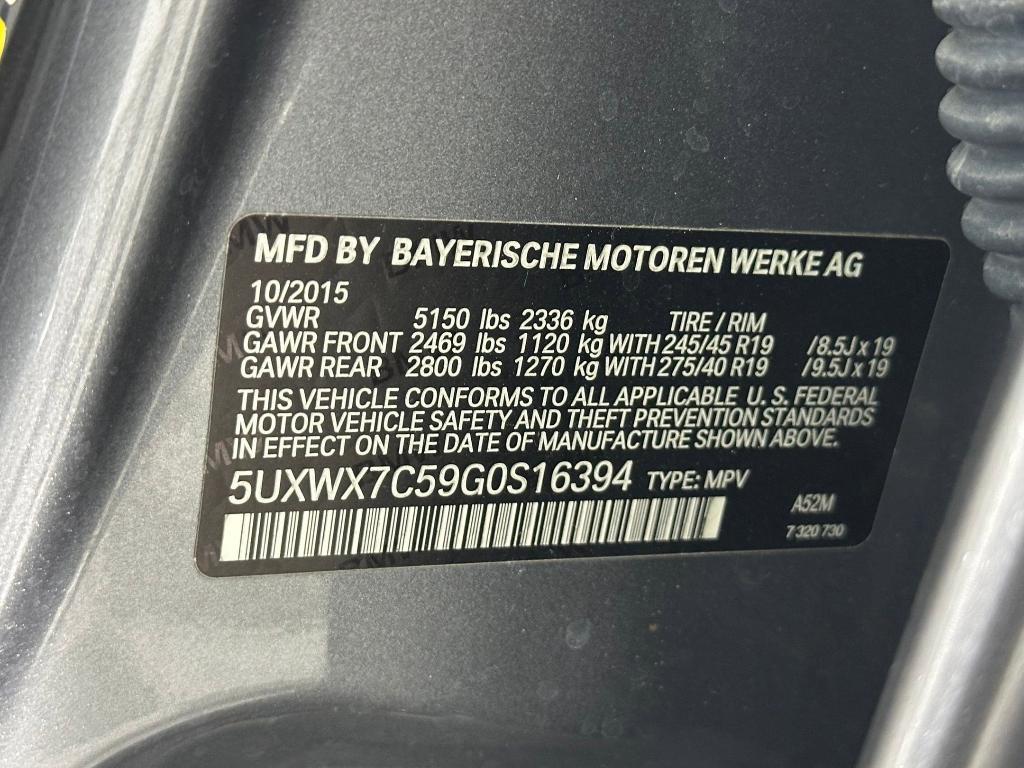 MFD BY BAYERISCHE MOTOREN WERKE AG
10/2015
GVWR 5150 lbs 2336 kg TIRE / RIM
GAWR FRONT 2469 lbs 1120 kg WITH 245/45 R19 /8.5J x 19
GAWR REAR 2800 lbs 1270 kg WITH 275/40 R19 /9.5J x 19
THIS VEHICLE CONFORMS TO ALL APPLICABLE U. S. FEDERAL
MOTOR VEHICLE SAFETY AND THEFT PREVENTION STANDARDS
IN EFFECT ON THE DATE OF MANUFACTURE SHOWN ABOVE.
5UXWX7C59G0S16394 TYPE: MPV
A52M
7 320 730